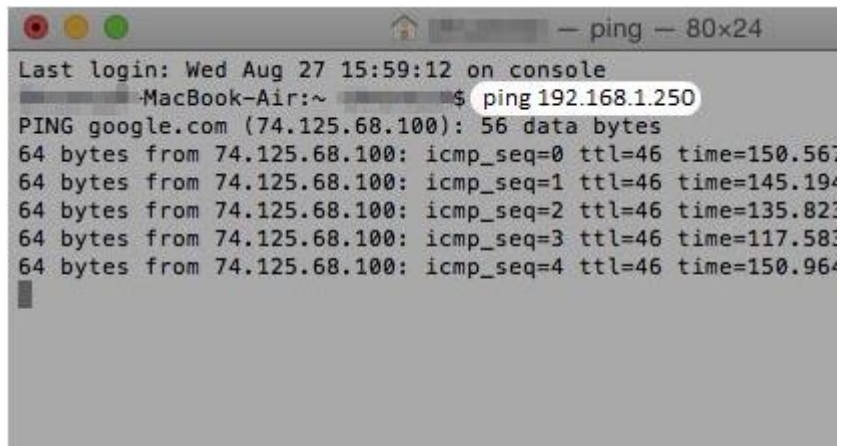 — ping — 80×24
Last login: Wed Aug 27 15:59:12 on console
-MacBook-Air:~ $ ping 192.168.1.250
PING google.com (74.125.68.100): 56 data bytes
64 bytes from 74.125.68.100: icmp_seq=0 ttl=46 time=150.567
64 bytes from 74.125.68.100: icmp_seq=1 ttl=46 time=145.194
64 bytes from 74.125.68.100: icmp_seq=2 ttl=46 time=135.823
64 bytes from 74.125.68.100: icmp_seq=3 ttl=46 time=117.583
64 bytes from 74.125.68.100: icmp_seq=4 ttl=46 time=150.964